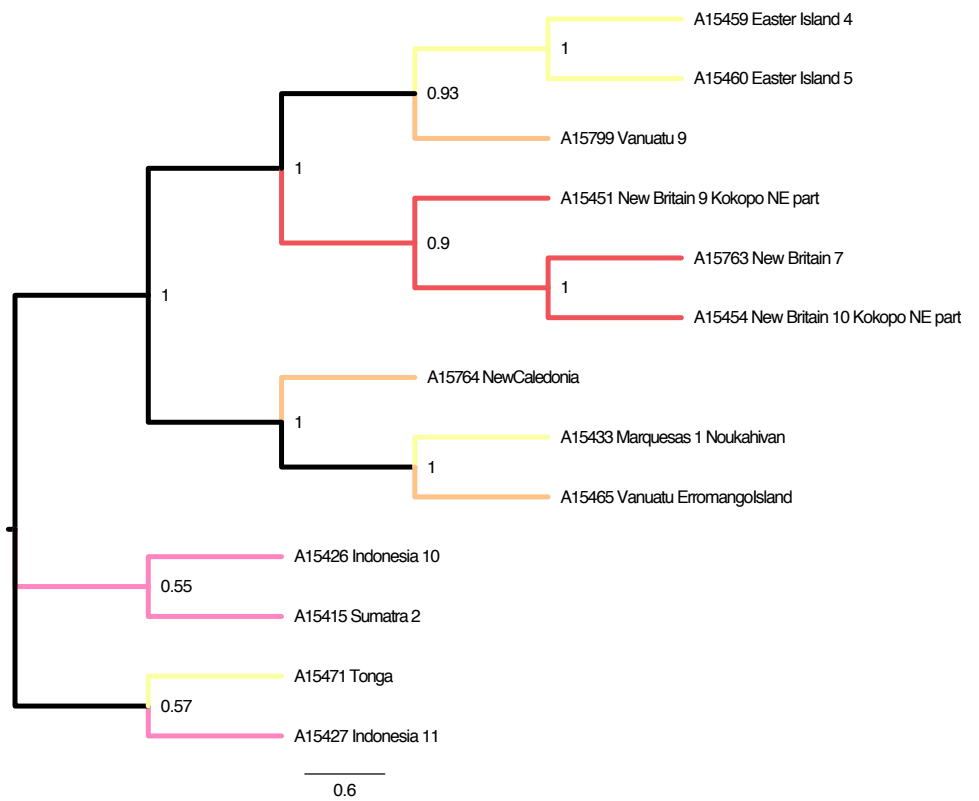 A15459 Easter Island 4
1
A15460 Easter Island 5
0.93
A15799 Vanuatu 9
1
A15451 New Britain 9 Kokopo NE part
0.9
A15763 New Britain 7
1
1
A15454 New Britain 10 Kokopo NE part
A15764 NewCaledonia
1
A15433 Marquesas 1 Noukahivan
1
A15465 Vanuatu ErromangoIsland
A15426 Indonesia 10
0.55
A15415 Sumatra 2
A15471 Tonga
0.57
A15427 Indonesia 11
0.6